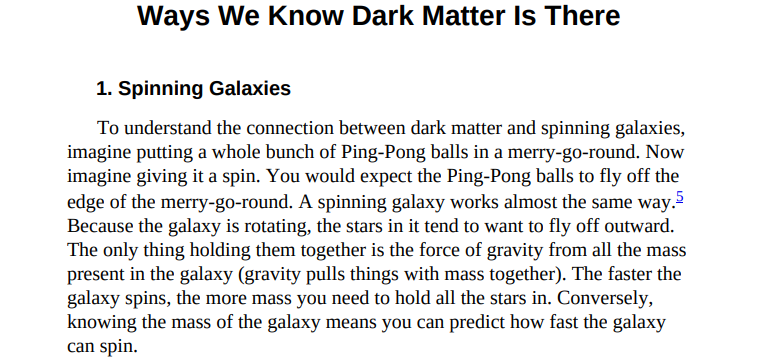 Ways We Know Dark Matter Is There
1. Spinning Galaxies
To understand the connection between dark matter and spinning galaxies,
imagine putting a whole bunch of Ping-Pong balls in a merry-go-round. Now
imagine giving it a spin. You would expect the Ping-Pong balls to fly off the
edge of the merry-go-round. A spinning galaxy works almost the same way.5
Because the galaxy is rotating, the stars in it tend to want to fly off outward.
The only thing holding them together is the force of gravity from all the mass
present in the galaxy (gravity pulls things with mass together). The faster the
galaxy spins, the more mass you need to hold all the stars in. Conversely,
knowing the mass of the galaxy means you can predict how fast the galaxy
can spin.